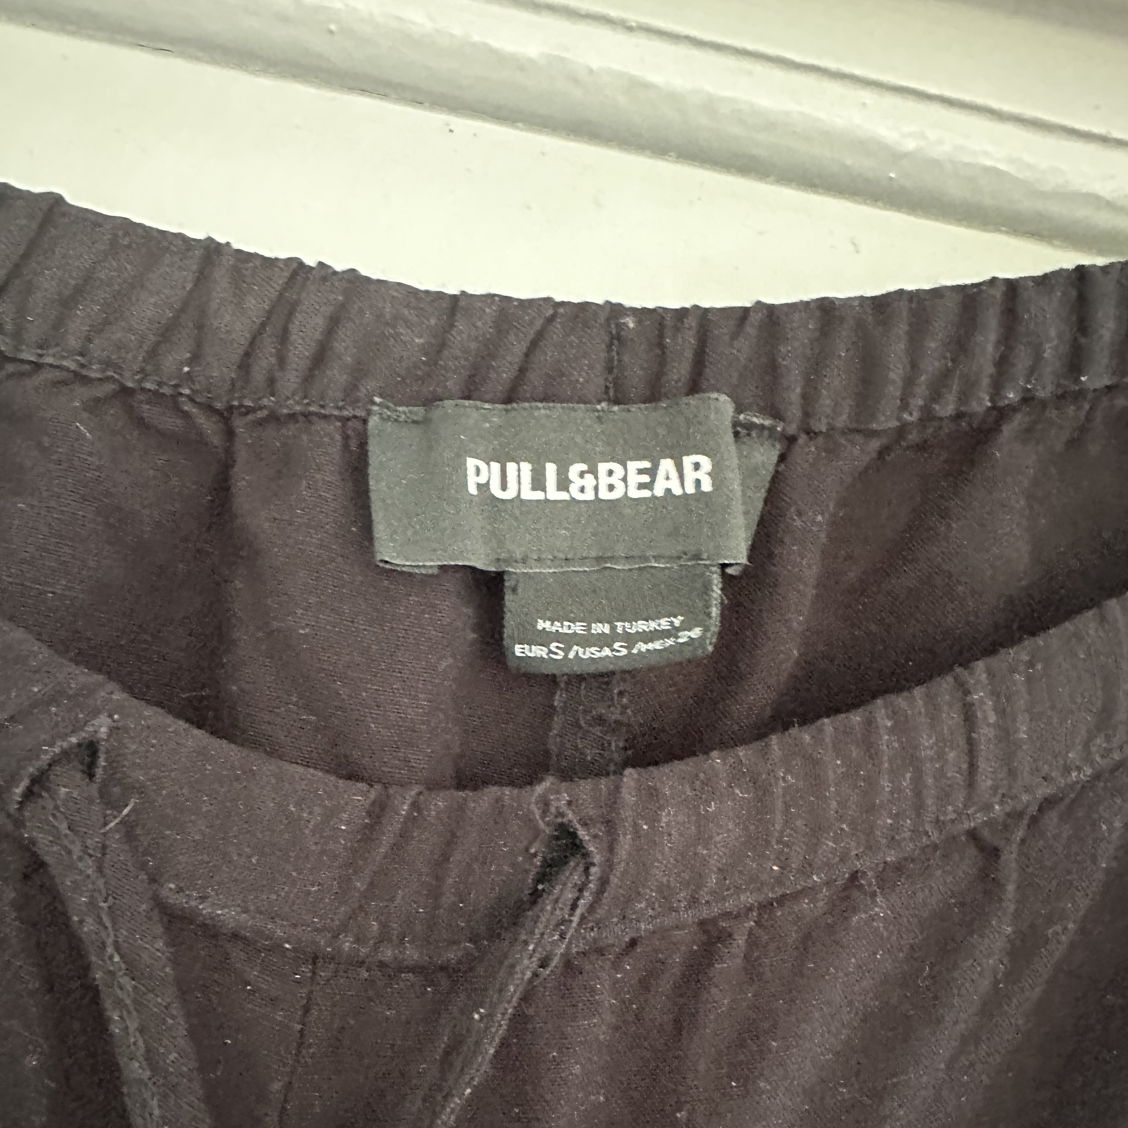 PULL&BEAR
MADE IN TURKEY
EUR S / USA S / MEX 26